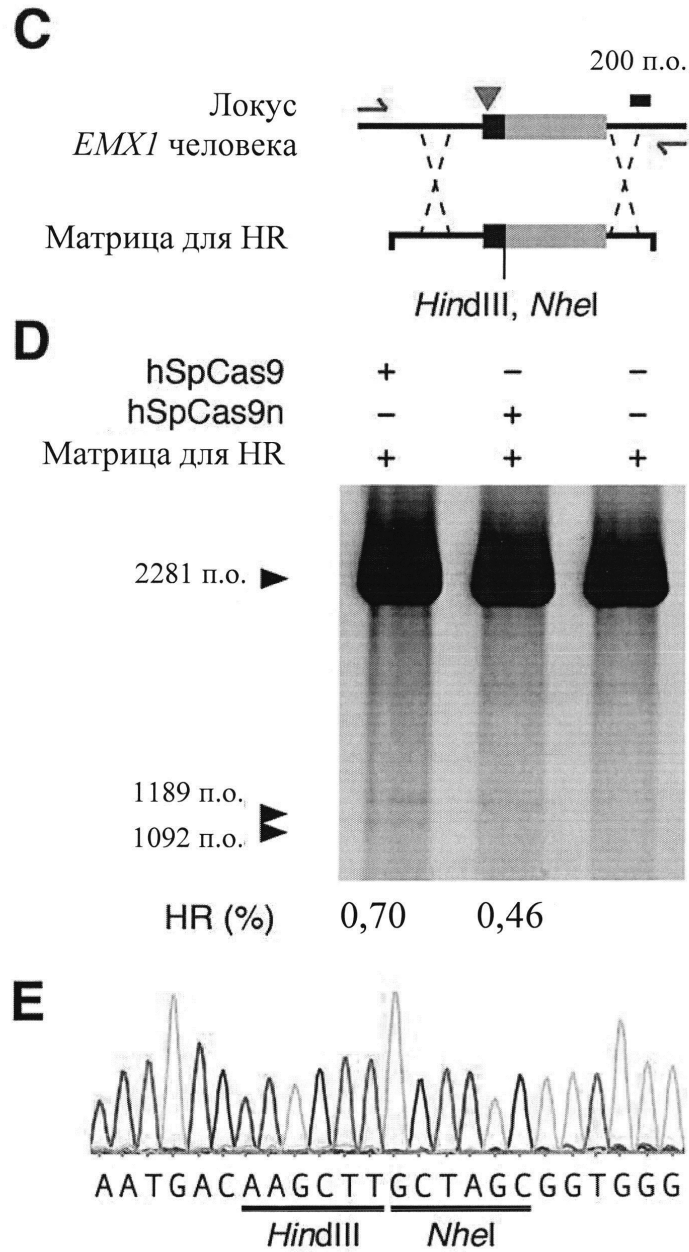 C
200 п.о.
Локус
EMX1 человека
Матрица для HR
HindIII, NheI
D
hSpCas9 + – –
hSpCas9n – + –
Матрица для HR + + +
2281 п.о.
1189 п.о.
1092 п.о.
HR (%) 0,70 0,46
E
AATGACAAGCTTGCTAGCGGTGGG
HindIII NheI